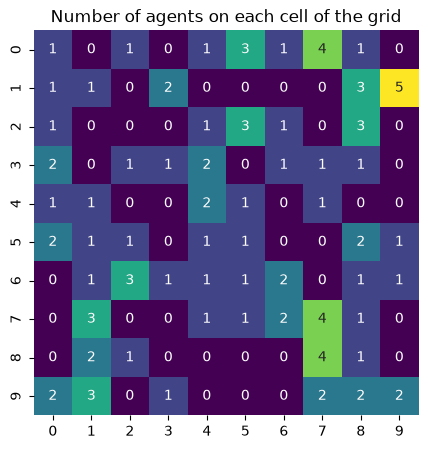 Number of agents on each cell of the grid
0 1 0 1 0 1 3 1 4 1 0
1 1 1 0 2 0 0 0 0 3 5
2 1 0 0 0 1 3 1 0 3 0
3 2 0 1 1 2 0 1 1 1 0
4 1 1 0 0 2 1 0 1 0 0
5 2 1 1 0 1 1 0 0 2 1
6 0 1 3 1 1 1 2 0 1 1
7 0 3 0 0 1 1 2 4 1 0
8 0 2 1 0 0 0 0 4 1 0
9 2 3 0 1 0 0 0 2 2 2
0 1 2 3 4 5 6 7 8 9